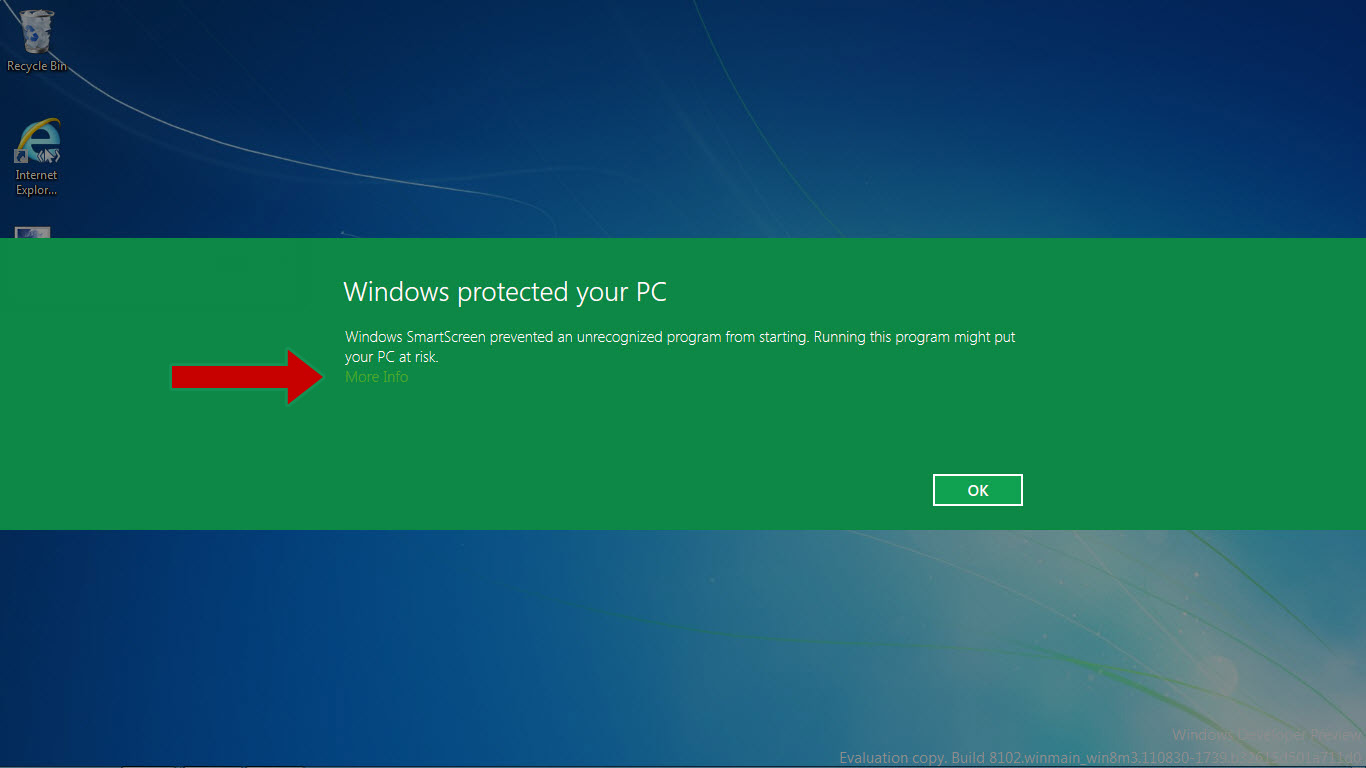 Recycle Bin
Internet
Explor...
Windows protected your PC
Windows SmartScreen prevented an unrecognized program from starting. Running this program might put
your PC at risk.
More Info
OK
Windows Developer Preview
Evaluation copy. Build 8102.winmain_win8m3.110830-1739.b32615d501a711d0